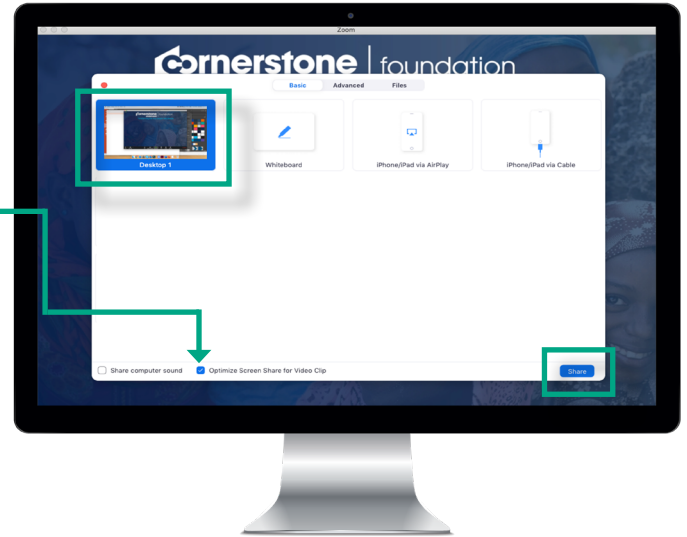 Zoom
Cornerstone | foundation
Basic Advanced Files
Desktop 1 Whiteboard iPhone/iPad via AirPlay iPhone/iPad via Cable
Share computer sound Optimize Screen Share for Video Clip Share